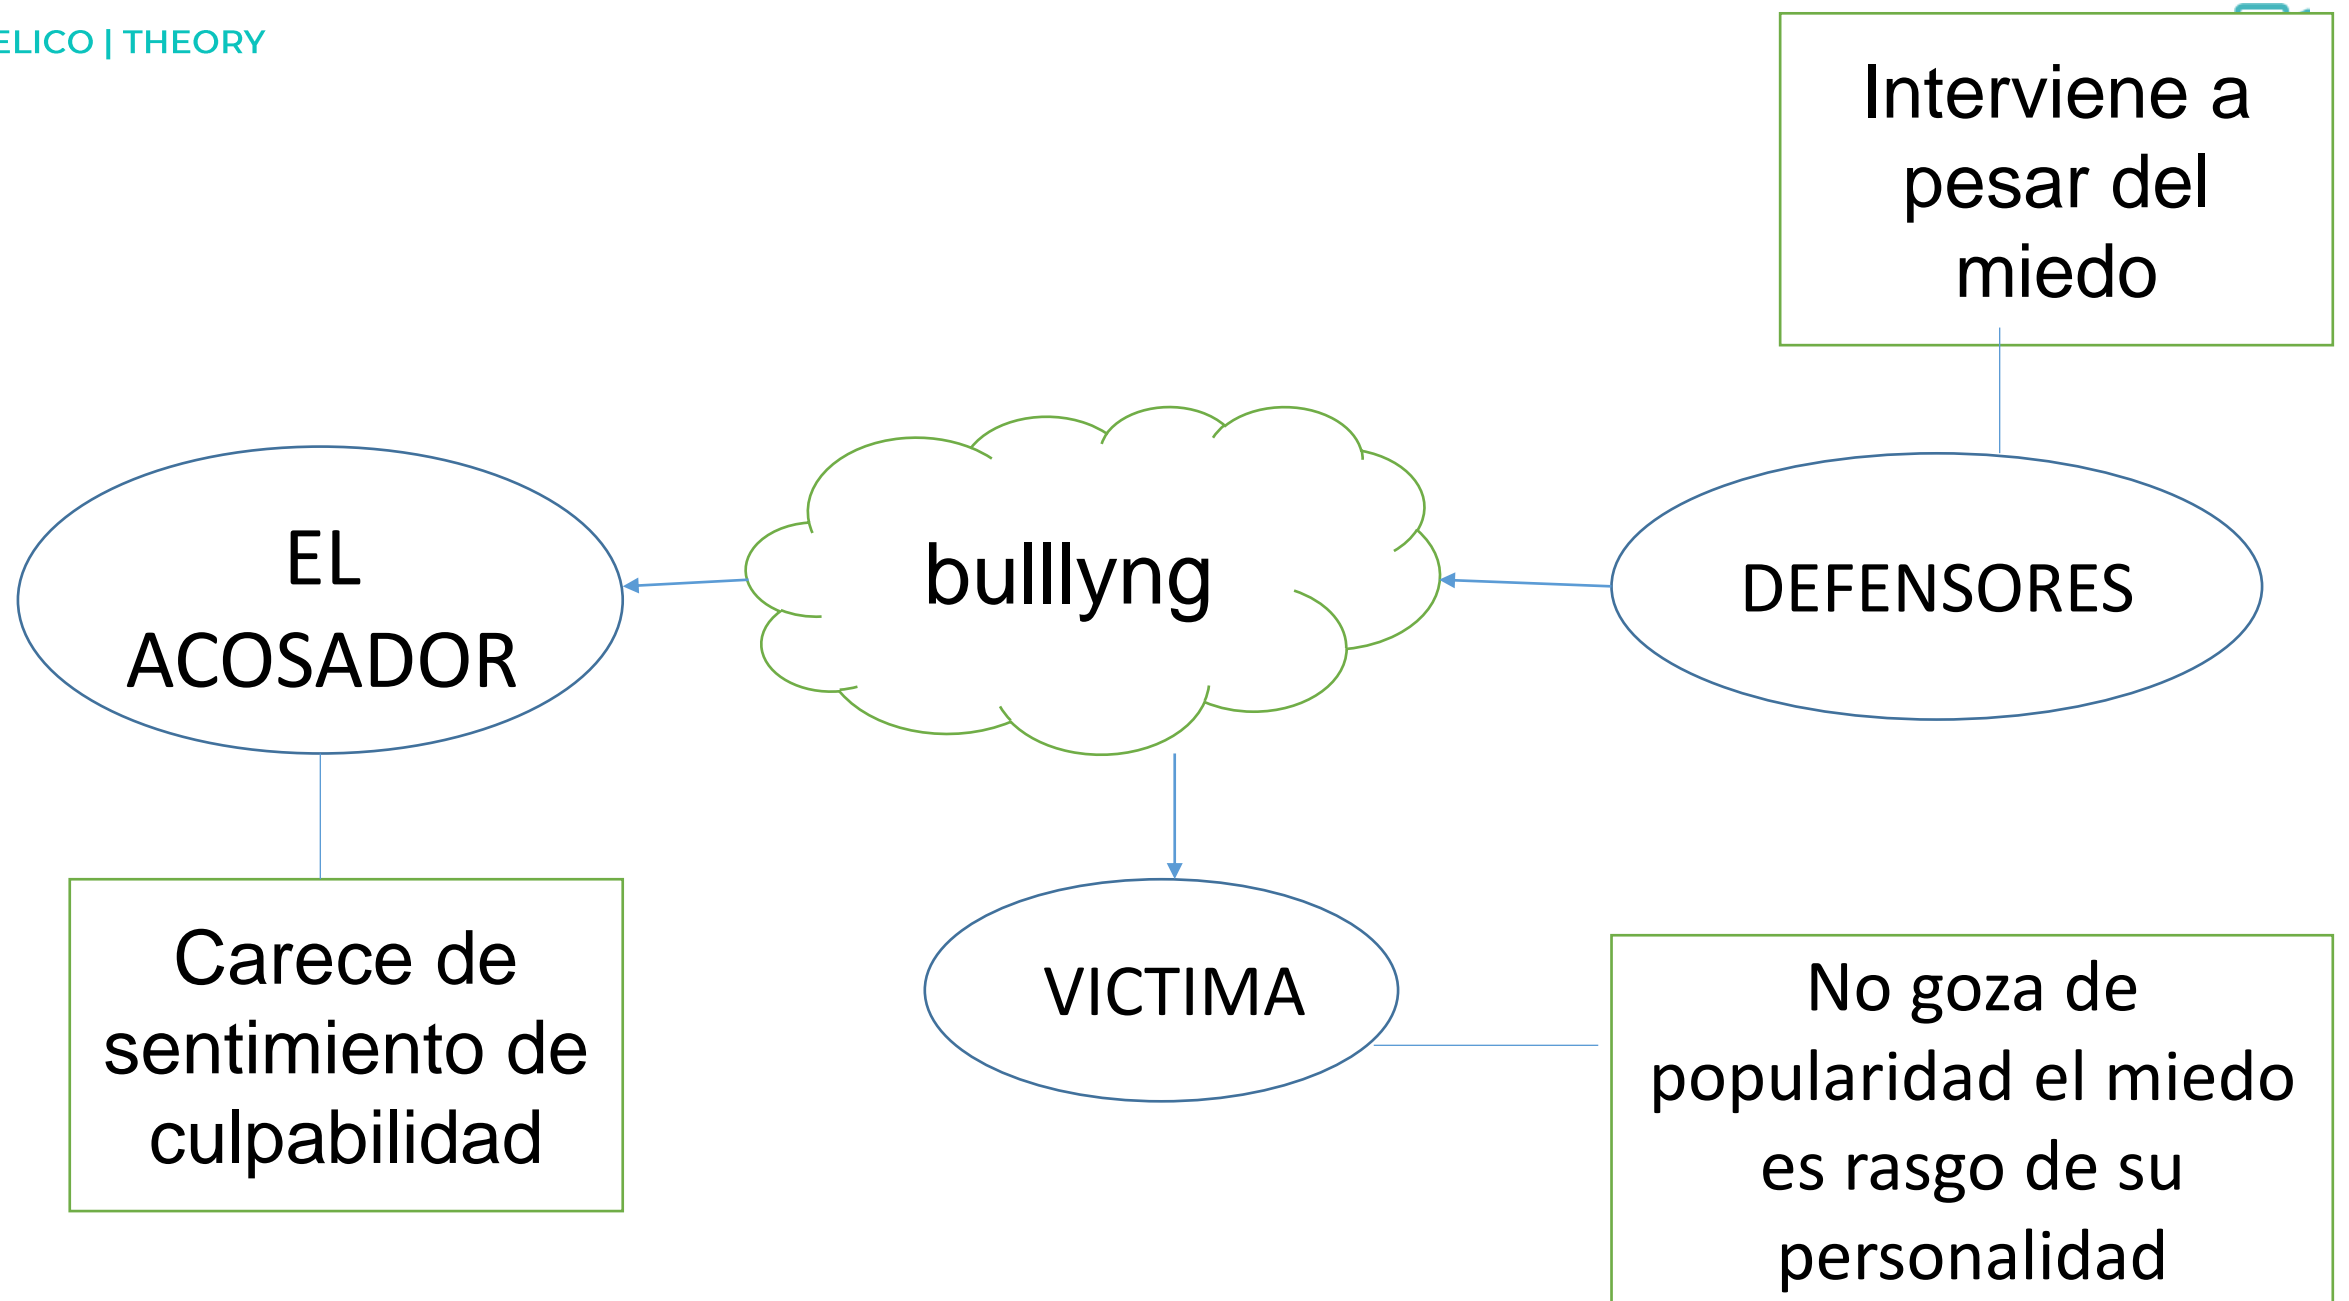 ELICO | THEORY
Interviene a
pesar del
miedo
EL
ACOSADOR
bulllyng
DEFENSORES
Carece de
sentimiento de
culpabilidad
VICTIMA
No goza de
popularidad el miedo
es rasgo de su
personalidad